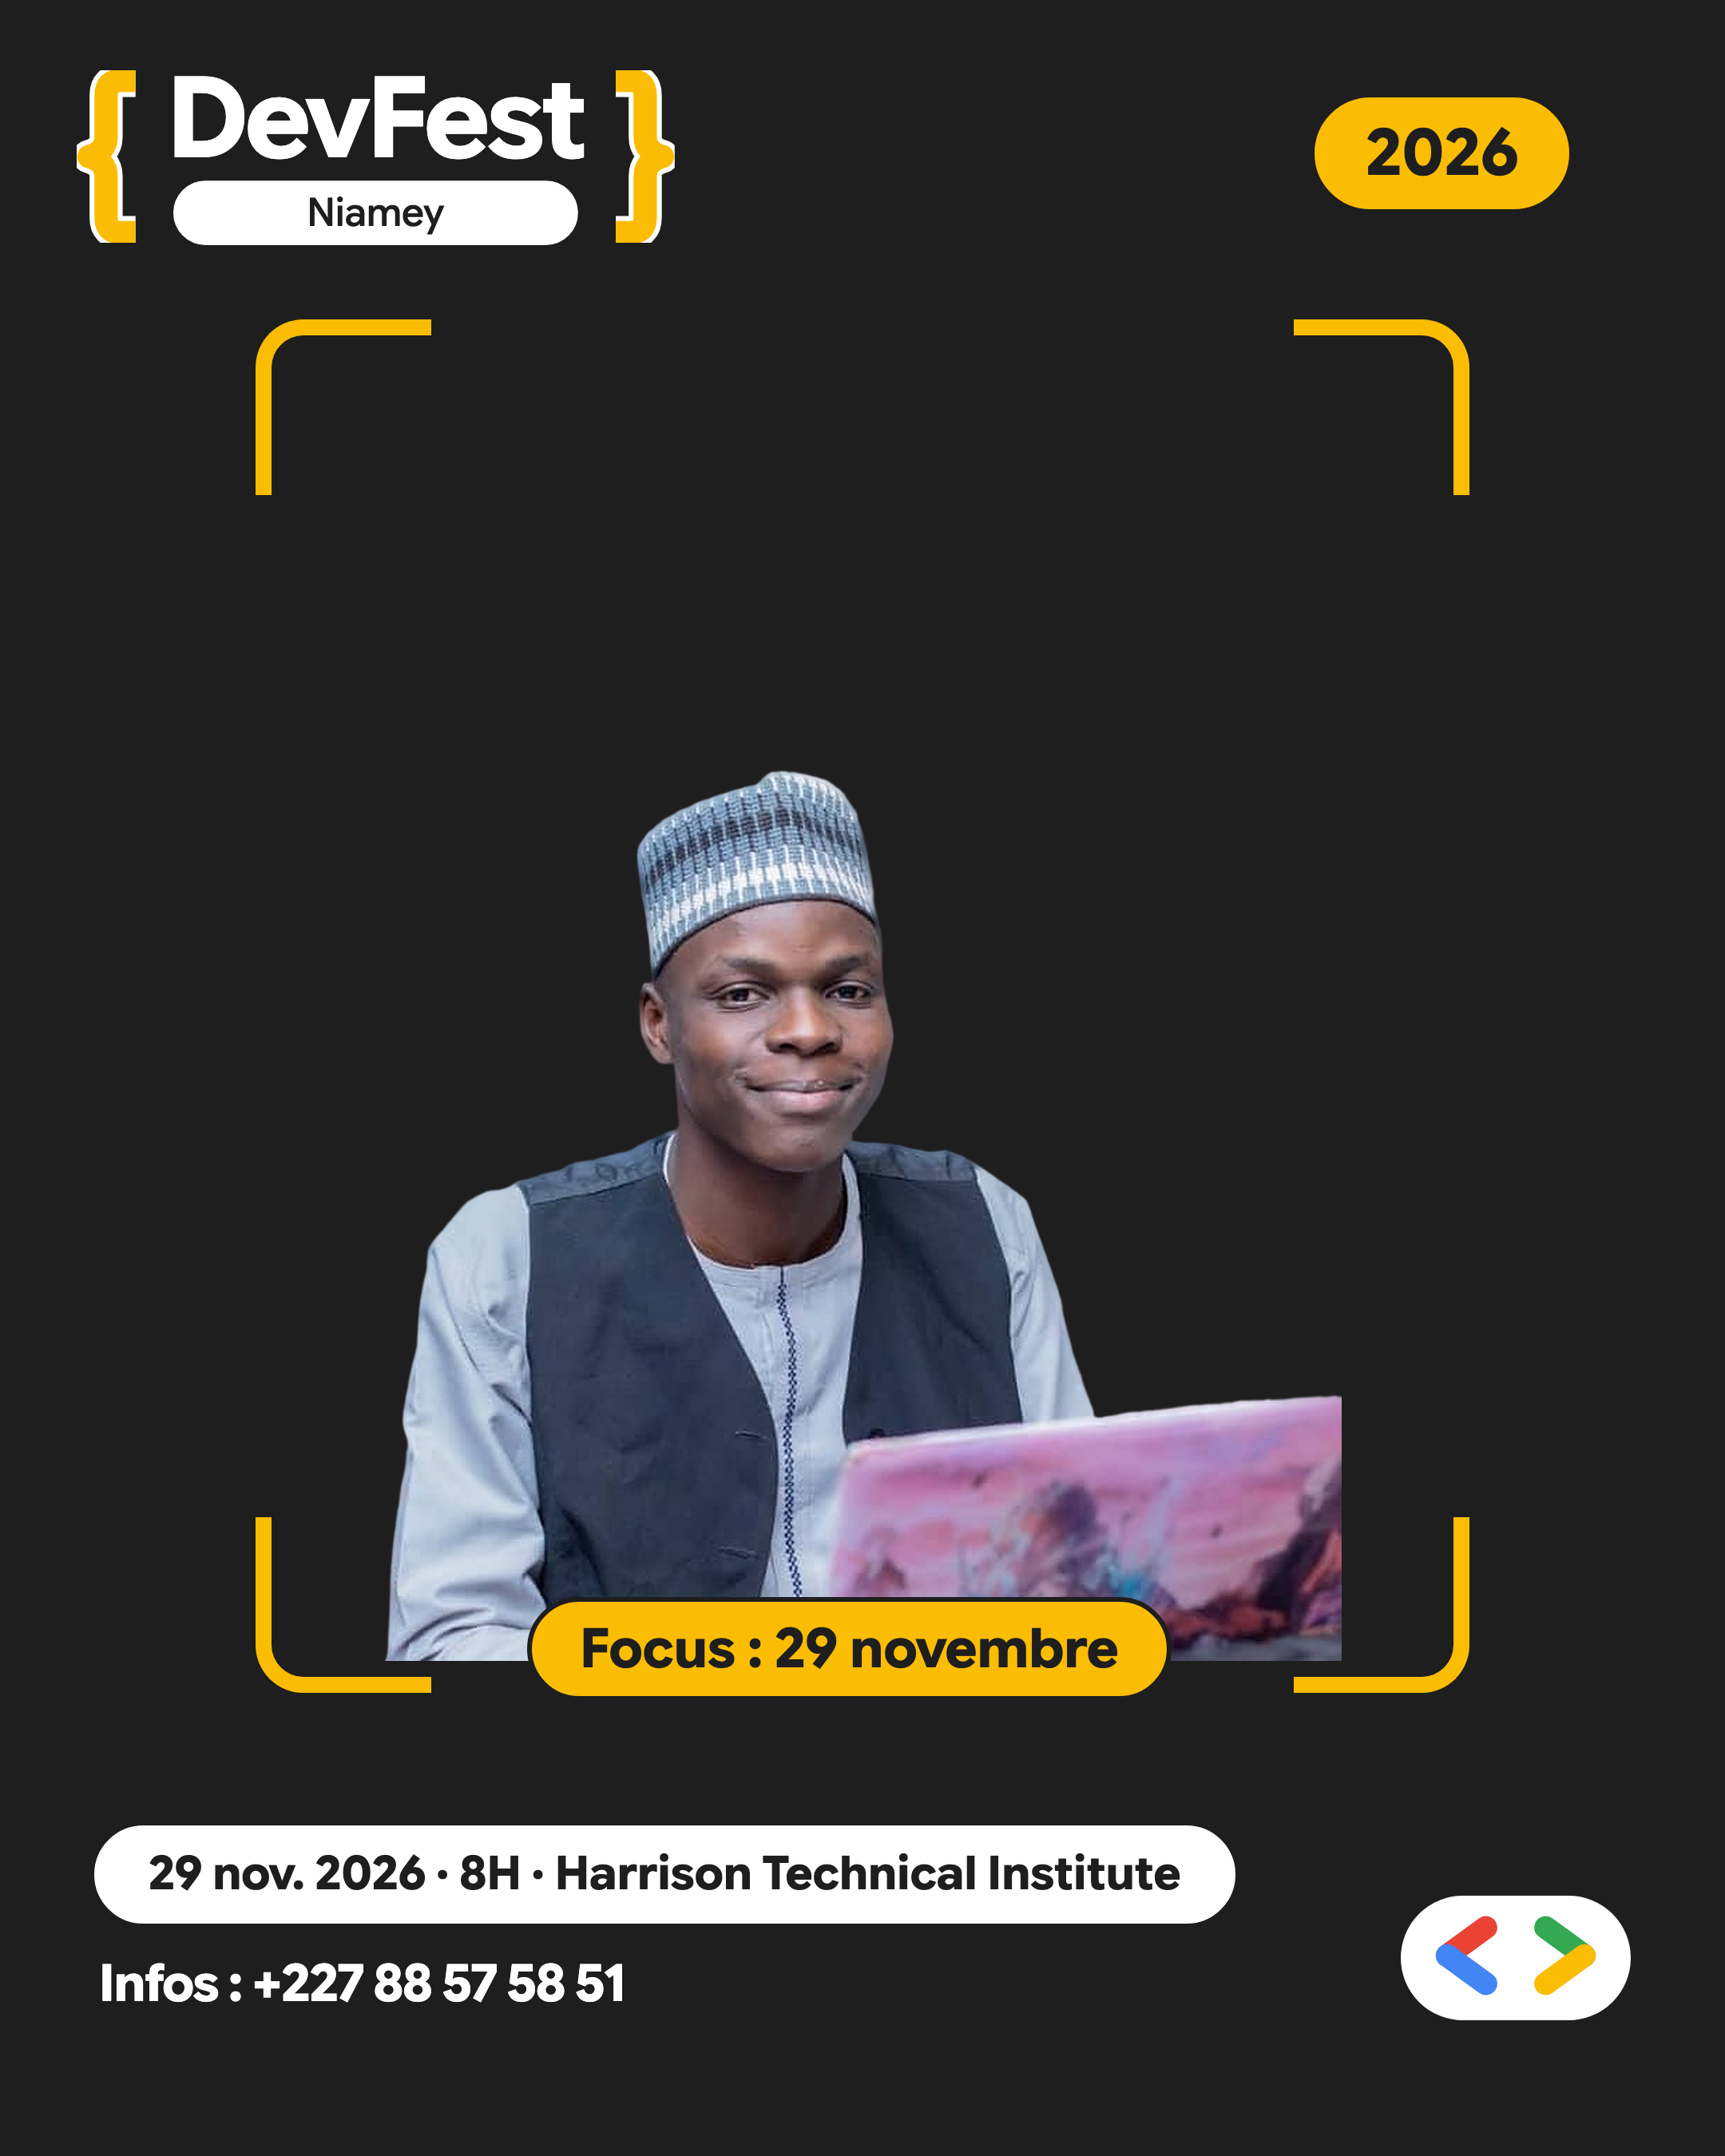 DevFest
Niamey
2026
Focus : 29 novembre
29 nov. 2026 · 8H · Harrison Technical Institute
Infos : +227 88 57 58 51